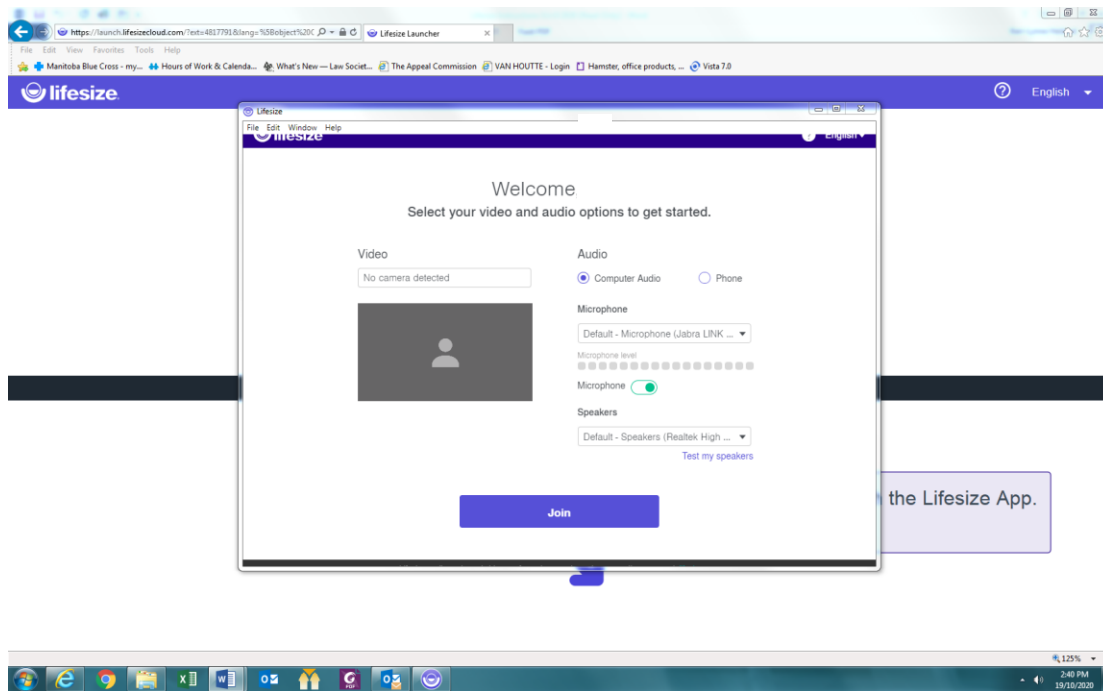 https://launch.lifesizecloud.com/?ext=4817791&lang=%5Bobject%20C
Lifesize Launcher
File Edit View Favorites Tools Help
Manitoba Blue Cross - my... Hours of Work & Calenda... What's New — Law Societ... The Appeal Commission VAN HOUTTE - Login Hamster, office products, ... Vista 7.0
lifesize
English
Lifesize
File Edit Window Help
lifesize
English
Welcome
Select your video and audio options to get started.
Video
No camera detected
Audio
Computer Audio
Phone
Microphone
Default - Microphone (Jabra LINK ...
Microphone level
Microphone
Speakers
Default - Speakers (Realtek High ...
Test my speakers
Join
the Lifesize App.
125%
2:40 PM
19/10/2020